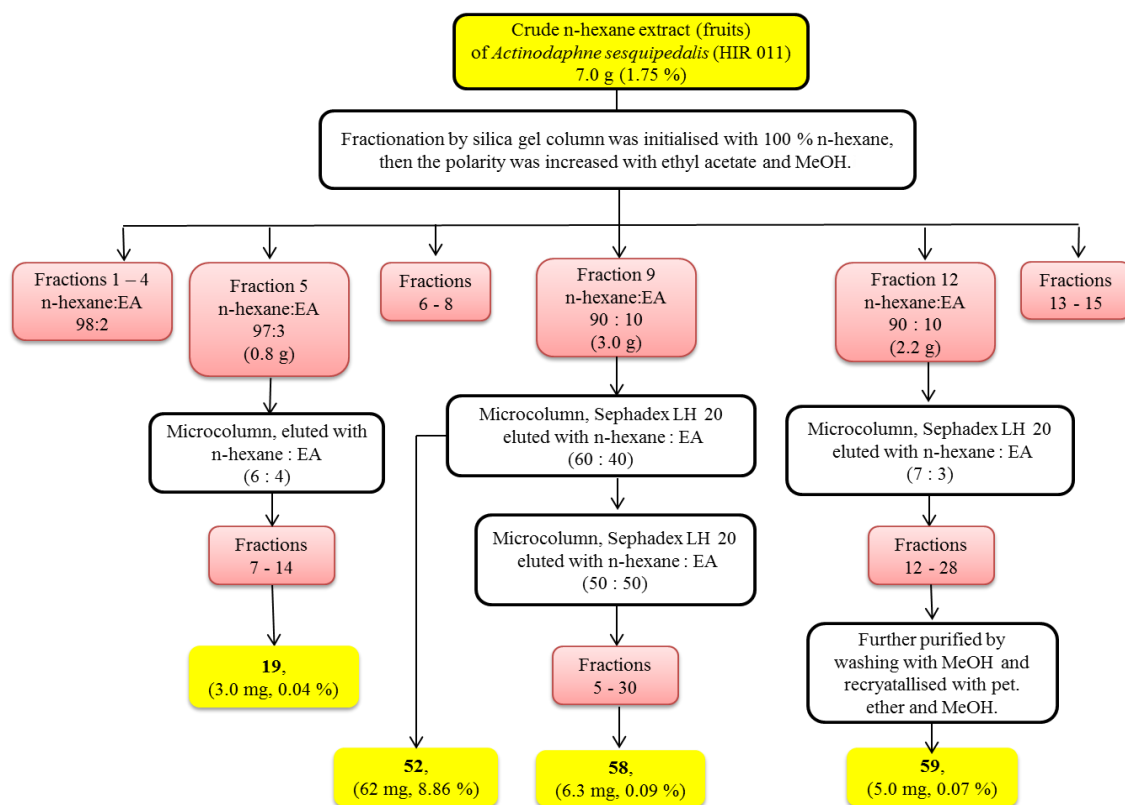 Crude n-hexane extract (fruits)
of Actinodaphne sesquipedalis (HIR 011)
7.0 g (1.75 %)
Fractionation by silica gel column was initialised with 100 % n-hexane,
then the polarity was increased with ethyl acetate and MeOH.
Fractions 1 – 4
n-hexane:EA
98:2
Fraction 5
n-hexane:EA
97:3
(0.8 g)
Fractions
6 - 8
Fraction 9
n-hexane:EA
90 : 10
(3.0 g)
Fraction 12
n-hexane:EA
90 : 10
(2.2 g)
Fractions
13 - 15
Microcolumn, eluted with
n-hexane : EA
(6 : 4)
Microcolumn, Sephadex LH 20
eluted with n-hexane : EA
(60 : 40)
Microcolumn, Sephadex LH 20
eluted with n-hexane : EA
(7 : 3)
Fractions
7 - 14
Microcolumn, Sephadex LH 20
eluted with n-hexane : EA
(50 : 50)
Fractions
12 - 28
19,
(3.0 mg, 0.04 %)
Fractions
5 - 30
Further purified by
washing with MeOH and
recryatallised with pet.
ether and MeOH.
52,
(62 mg, 8.86 %)
58,
(6.3 mg, 0.09 %)
59,
(5.0 mg, 0.07 %)